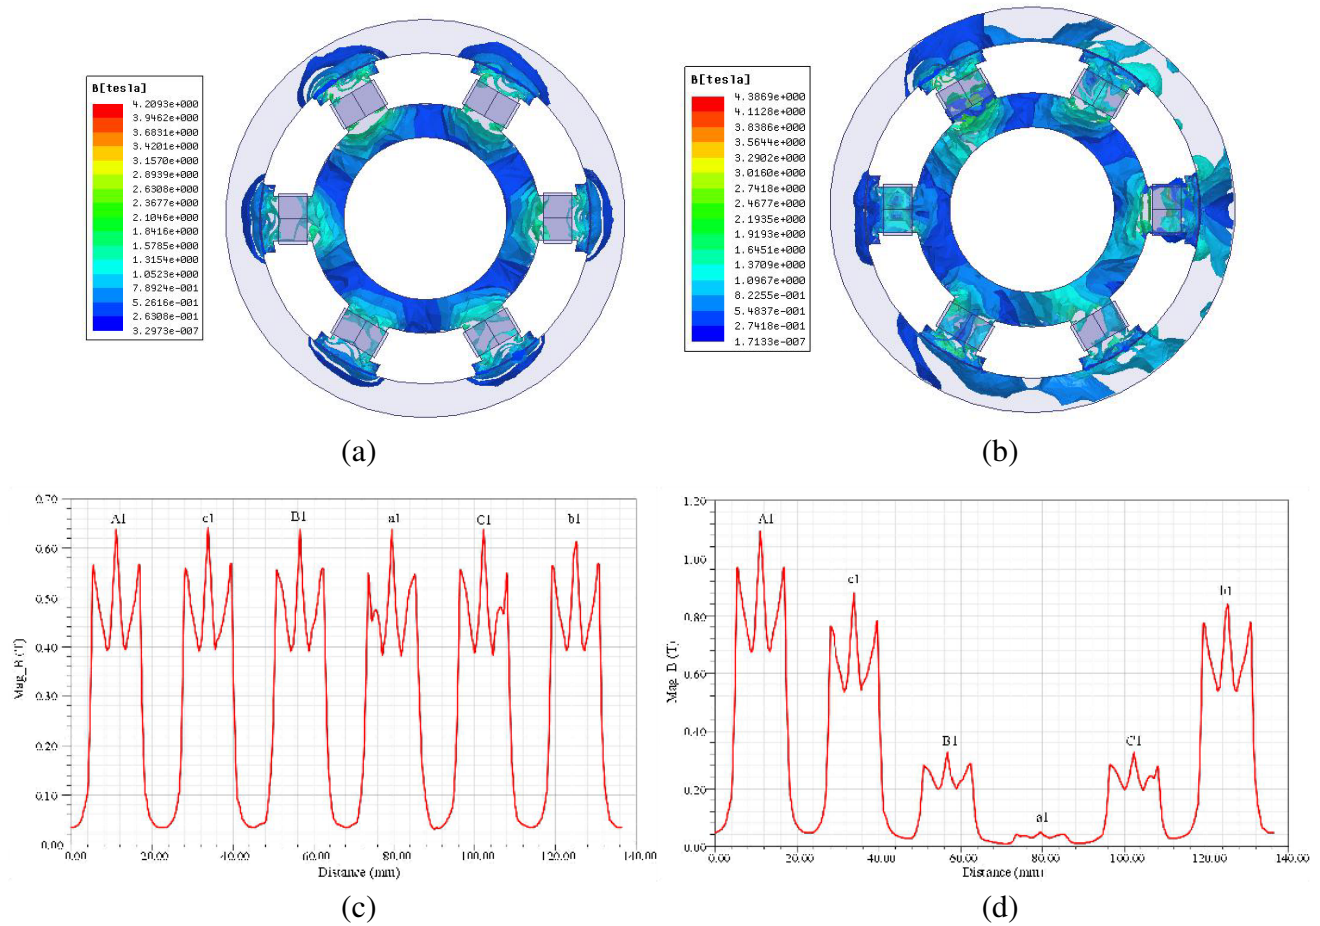 B[tesla]
4.2093e+000
3.9462e+000
3.6831e+000
3.4201e+000
3.1570e+000
2.8939e+000
2.6308e+000
2.3677e+000
2.1046e+000
1.8416e+000
1.5785e+000
1.3154e+000
1.0523e+000
7.8924e-001
5.2616e-001
2.6308e-001
3.2973e-007
B[tesla]
4.3869e+000
4.1128e+000
3.8386e+000
3.5644e+000
3.2902e+000
3.0160e+000
2.7418e+000
2.4677e+000
2.1935e+000
1.9193e+000
1.6451e+000
1.3709e+000
1.0967e+000
8.2255e-001
5.4837e-001
2.7418e-001
1.7133e-007
(a)
(b)
0.70
0.60
0.50
0.40
0.30
0.20
0.10
0.00
Mag_B (T)
A1
c1
B1
a1
C1
b1
0.00
20.00
40.00
60.00
80.00
100.00
120.00
140.00
Distance (mm)
1.20
1.00
0.80
0.60
0.40
0.20
0.00
Mag_B (T)
A1
c1
B1
a1
C1
b1
0.00
20.00
40.00
60.00
80.00
100.00
120.00
140.00
Distance (mm)
(c)
(d)